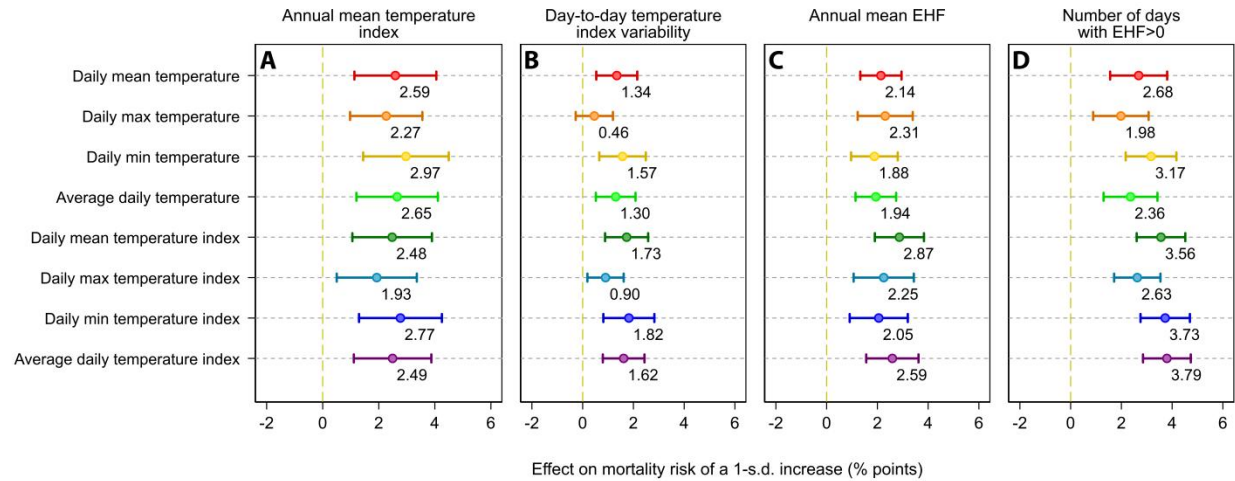 Annual mean temperature
index
Day-to-day temperature
index variability
Annual mean EHF
Number of days
with EHF>0
A
B
C
D
Daily mean temperature
2.59
1.34
2.14
2.68
Daily max temperature
2.27
0.46
2.31
1.98
Daily min temperature
2.97
1.57
1.88
3.17
Average daily temperature
2.65
1.30
1.94
2.36
Daily mean temperature index
2.48
1.73
2.87
3.56
Daily max temperature index
1.93
0.90
2.25
2.63
Daily min temperature index
2.77
1.82
2.05
3.73
Average daily temperature index
2.49
1.62
2.59
3.79
-2 0 2 4 6
-2 0 2 4 6
-2 0 2 4 6
-2 0 2 4 6
Effect on mortality risk of a 1-s.d. increase (% points)